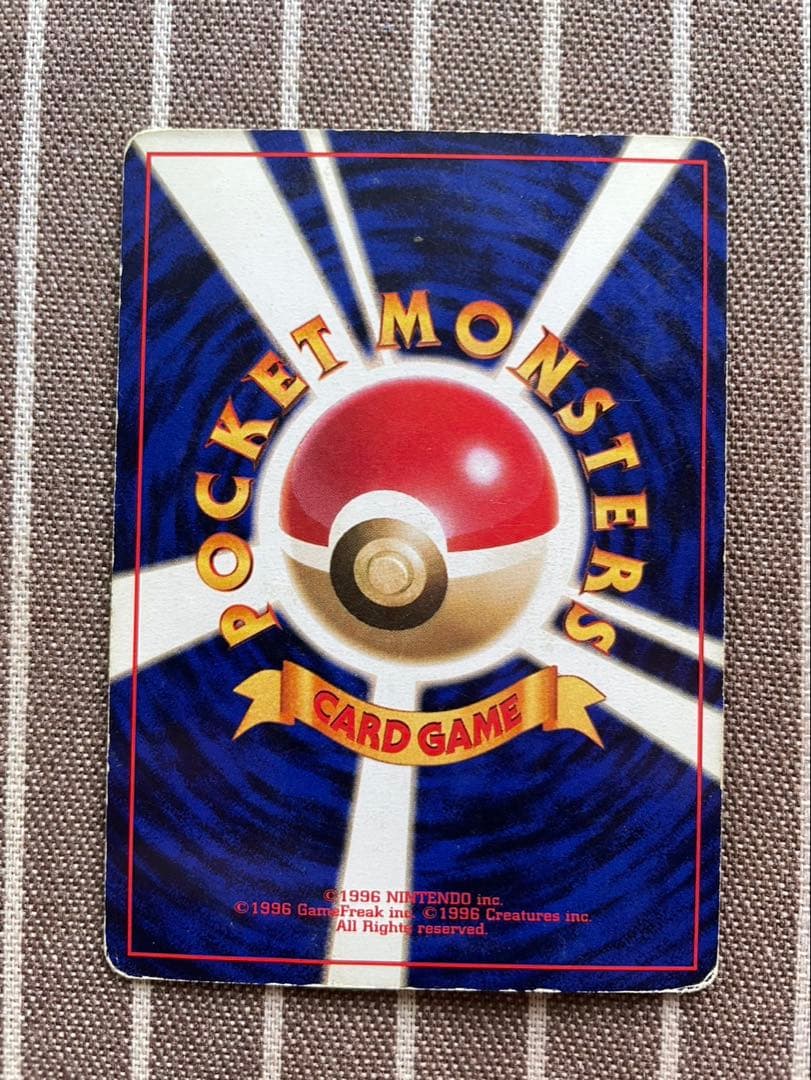 POCKET MONSTERS
CARD GAME
©1996 NINTENDO inc.
©1996 GameFreak inc. ©1996 Creatures inc.
All Rights reserved.